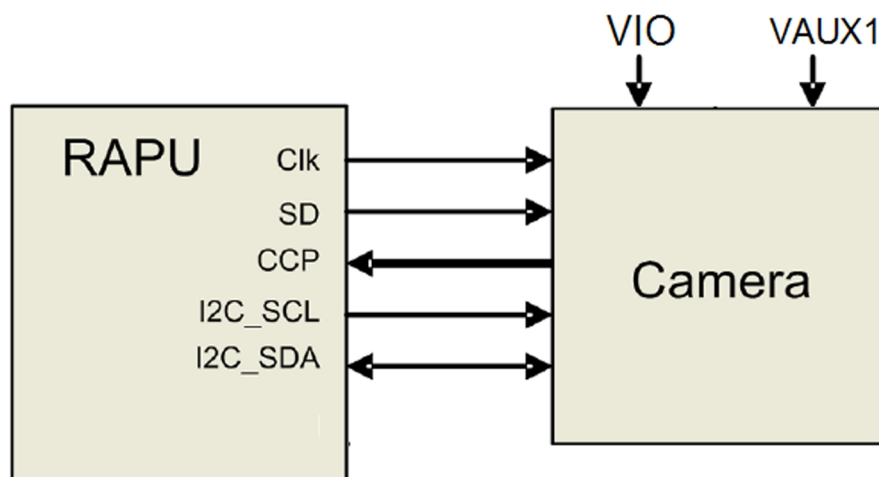 VIO
VAUX1
RAPU
Clk
SD
CCP
I2C_SCL
I2C_SDA
Camera